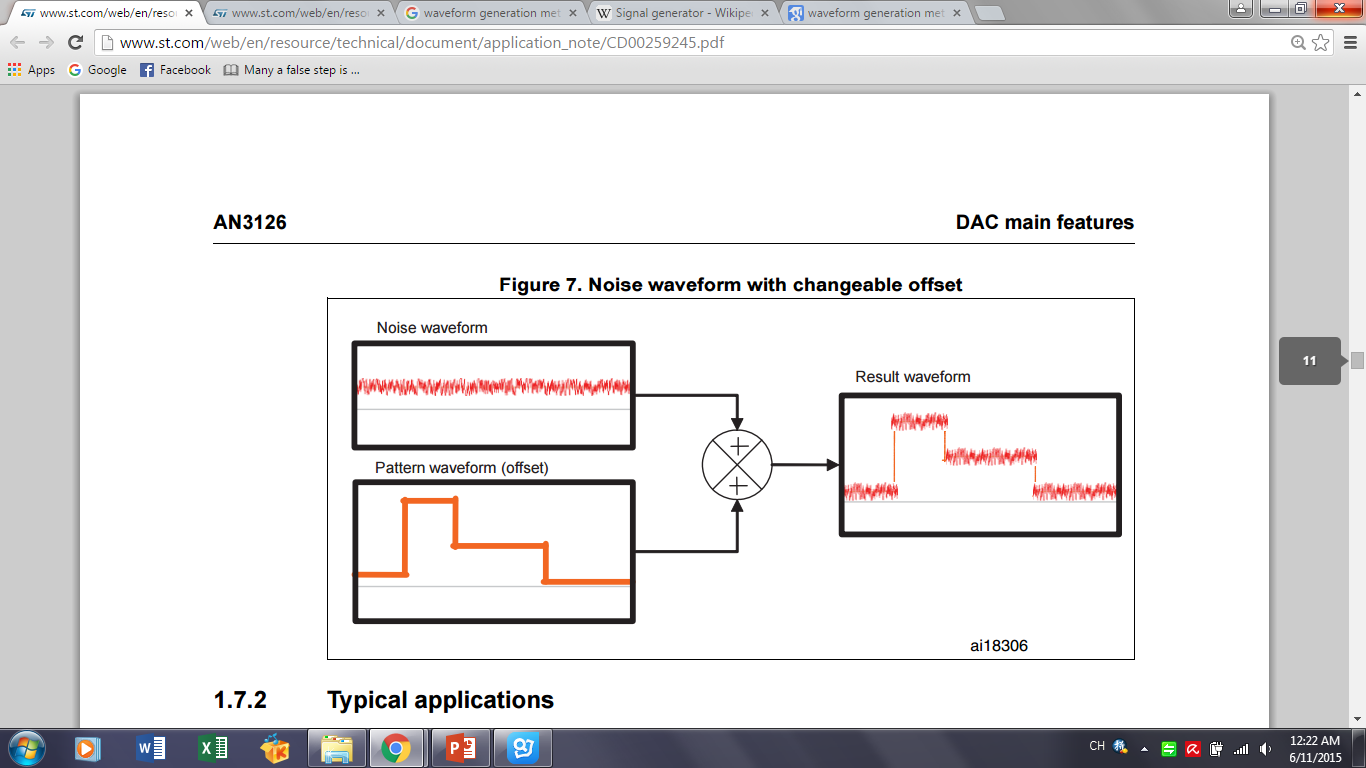 www.st.com/web/en/reso
www.st.com/web/en/reso
waveform generation met
Signal generator - Wikipe
waveform generation met
www.st.com/web/en/resource/technical/document/application_note/CD00259245.pdf
Apps
Google
Facebook
Many a false step is ...
AN3126
DAC main features
Figure 7. Noise waveform with changeable offset
Noise waveform
Result waveform
Pattern waveform (offset)
ai18306
11
1.7.2 Typical applications
CH
12:22 AM
6/11/2015